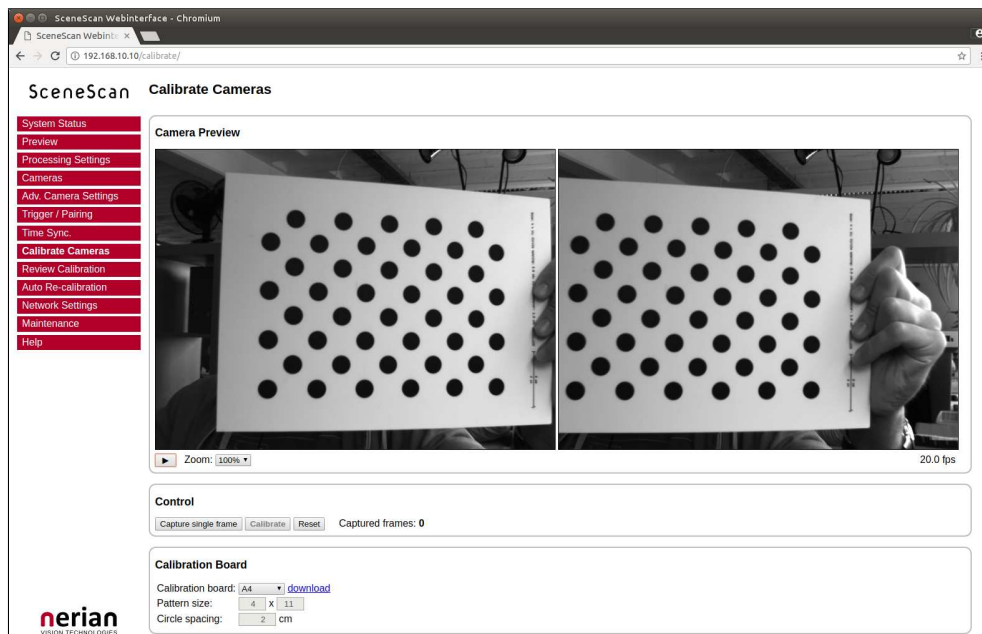 SceneScan Webinterface - Chromium
SceneScan Webinte ×
192.168.10.10/calibrate/
SceneScan
Calibrate Cameras
System Status
Preview
Processing Settings
Cameras
Adv. Camera Settings
Trigger / Pairing
Time Sync.
Calibrate Cameras
Review Calibration
Auto Re-calibration
Network Settings
Maintenance
Help
Camera Preview
Zoom: 100%
20.0 fps
Control
Capture single frame Calibrate Reset Captured frames: 0
Calibration Board
Calibration board: A4 download
Pattern size: 4 x 11
Circle spacing: 2 cm
nerian
VISION TECHNOLOGIES